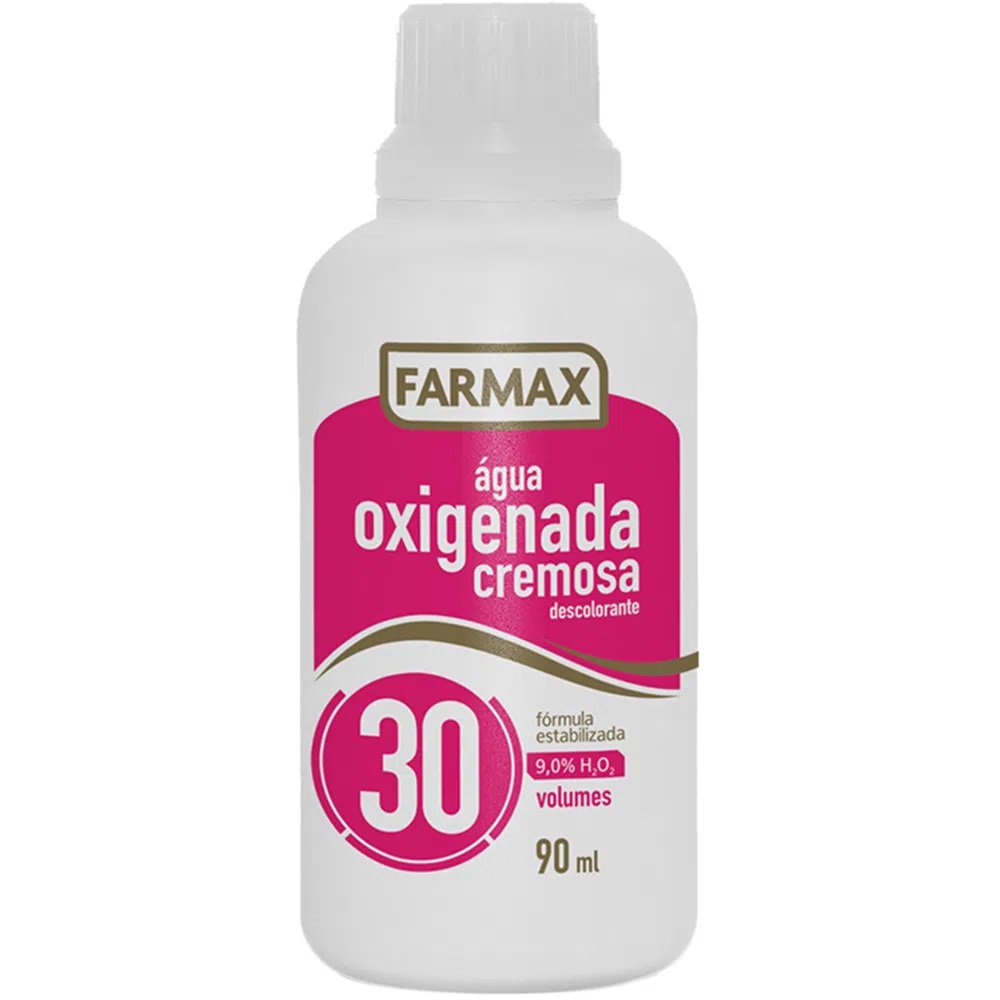 FARMAX
água
oxigenada
cremosa
descolorante
30
fórmula
estabilizada
9,0% H₂O₂
volumes
90 ml